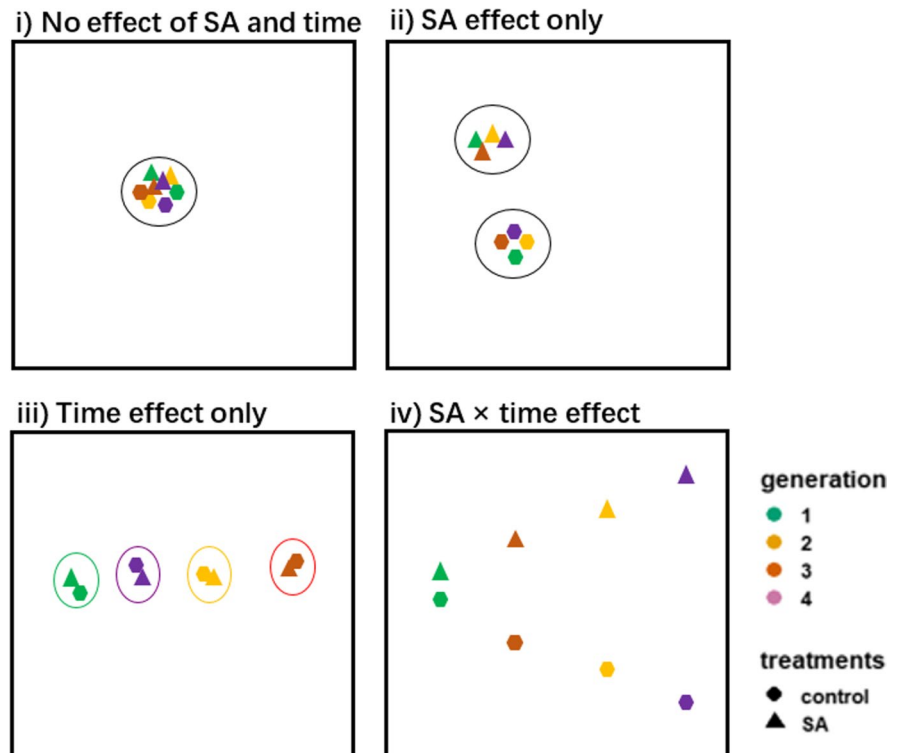 i) No effect of SA and time
ii) SA effect only
iii) Time effect only
iv) SA × time effect
generation
1
2
3
4
treatments
control
SA